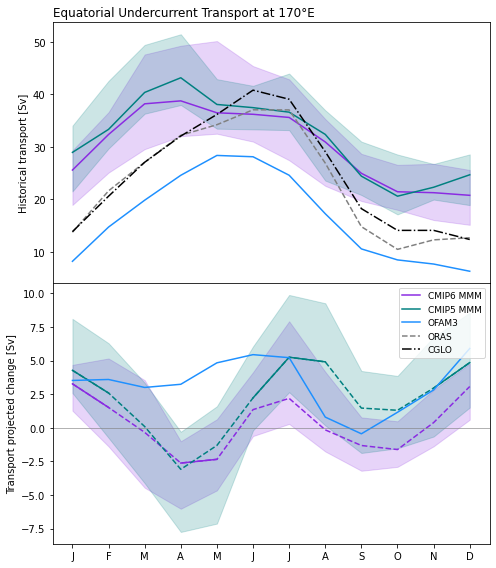 Equatorial Undercurrent Transport at 170°E
Historical transport [Sv]
50
40
30
20
10
Transport projected change [Sv]
10.0
7.5
5.0
2.5
0.0
−2.5
−5.0
−7.5
CMIP6 MMM
CMIP5 MMM
OFAM3
ORAS
CGLO
J F M A M J J A S O N D